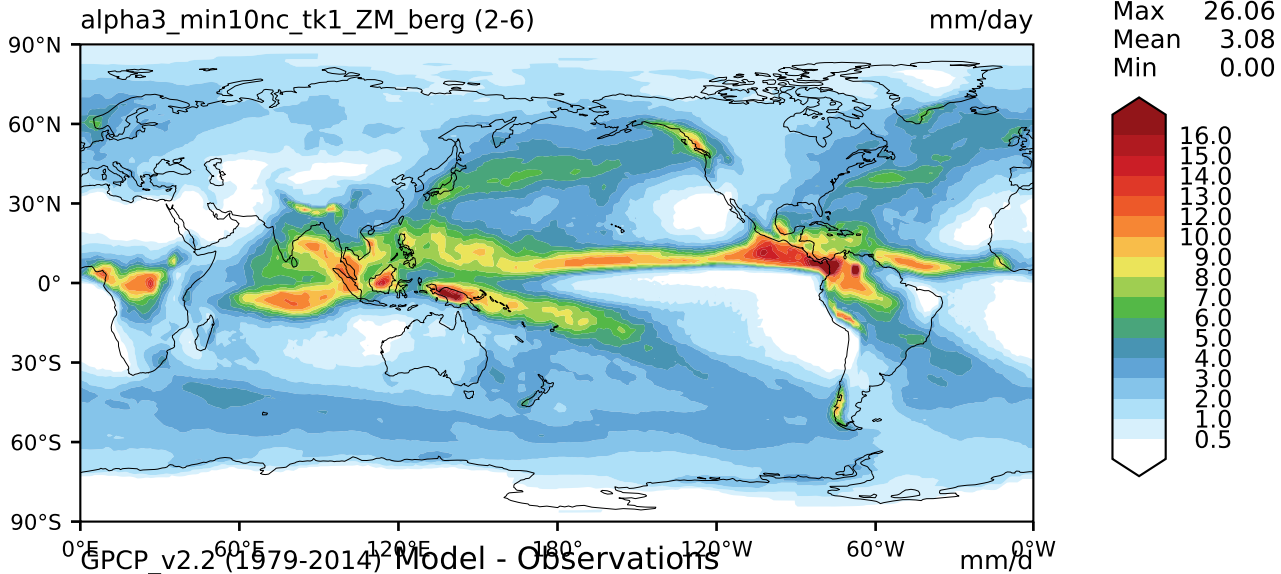 alpha3_min10nc_tk1_ZM_berg (2-6) mm/day
Max 26.06
Mean 3.08
Min 0.00
90°N
60°N
30°N
0°
30°S
60°S
90°S
16.0
15.0
14.0
13.0
12.0
10.0
9.0
8.0
7.0
6.0
5.0
4.0
3.0
2.0
1.0
0.5
0°E 60°E 120°E 180° 120°W 60°W 0°W
GPCP_v2.2 (1979-2014) Model - Observations mm/d